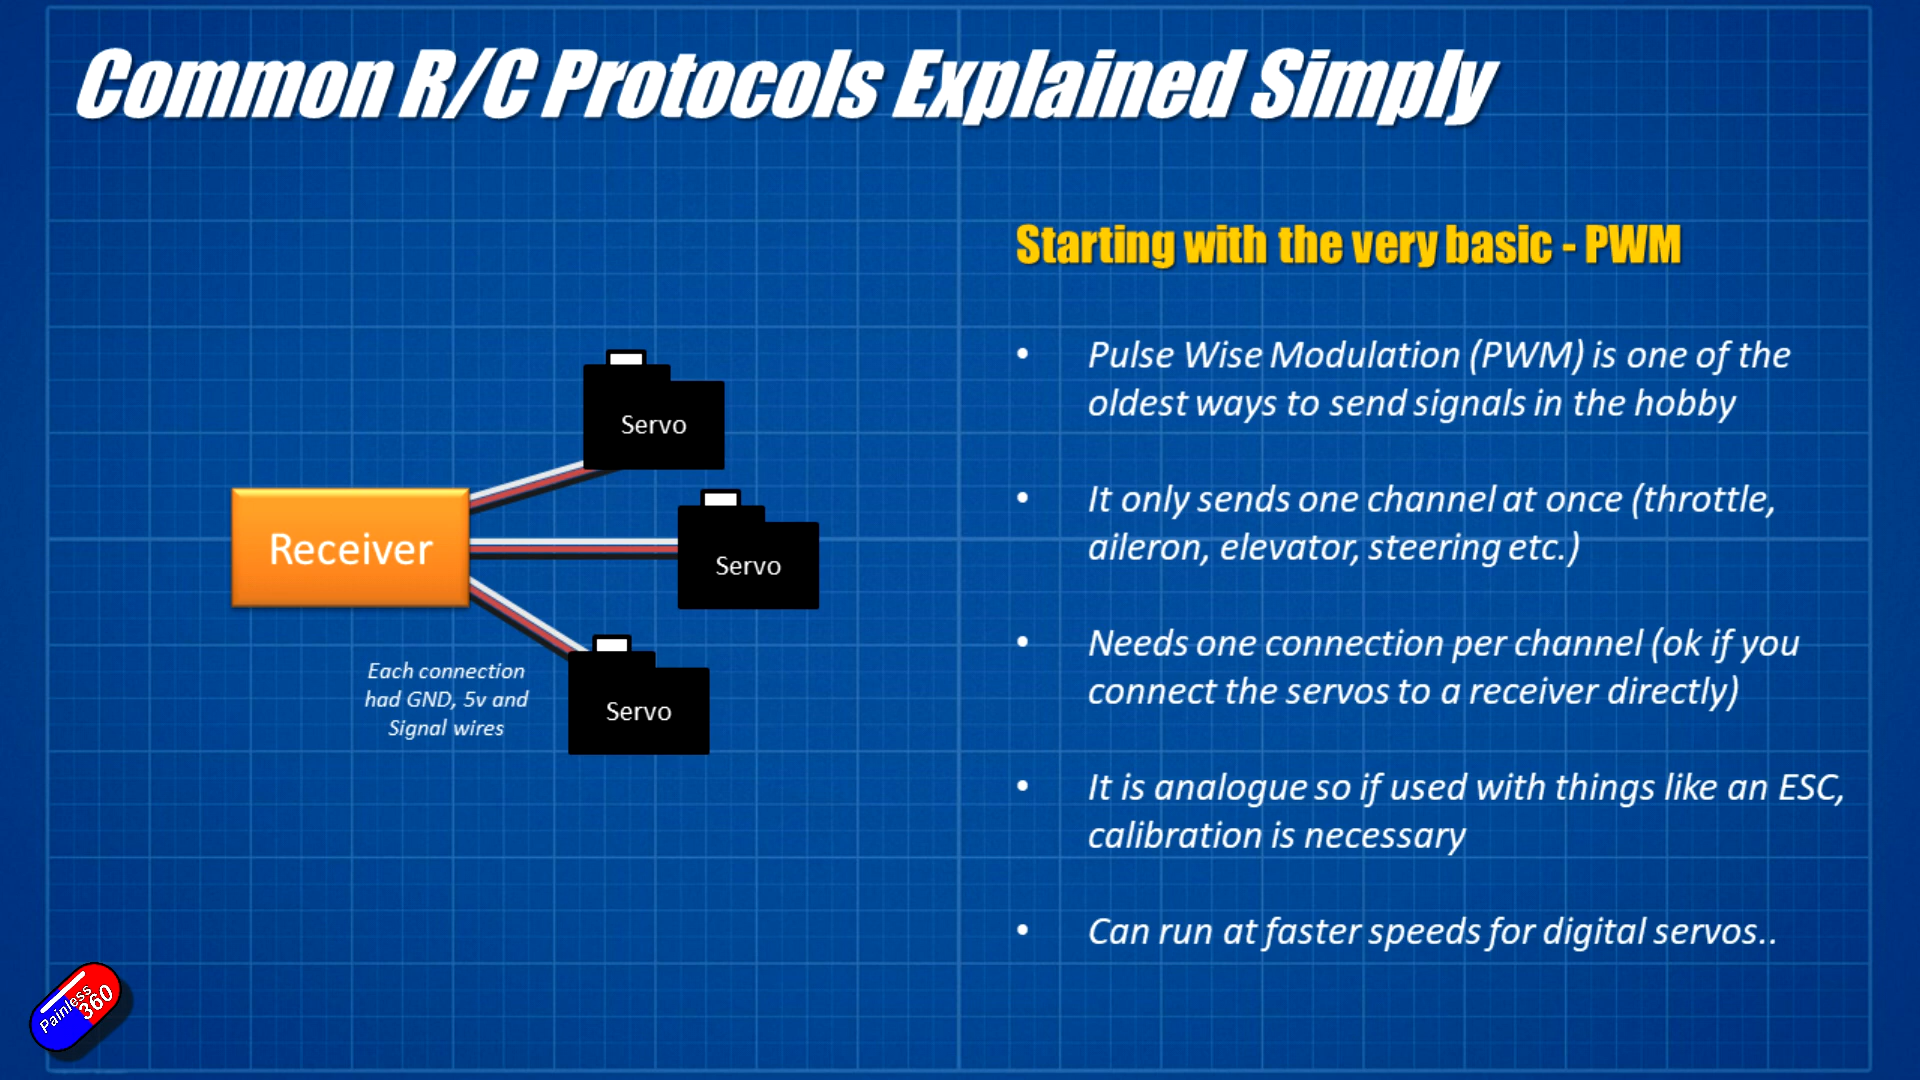 Common R/C Protocols Explained Simply
Starting with the very basic - PWM
• Pulse Wise Modulation (PWM) is one of the
oldest ways to send signals in the hobby
• It only sends one channel at once (throttle,
aileron, elevator, steering etc.)
• Needs one connection per channel (ok if you
connect the servos to a receiver directly)
• It is analogue so if used with things like an ESC,
calibration is necessary
• Can run at faster speeds for digital servos..
Servo
Receiver
Servo
Each connection
had GND, 5v and
Signal wires
Servo
Painless
360